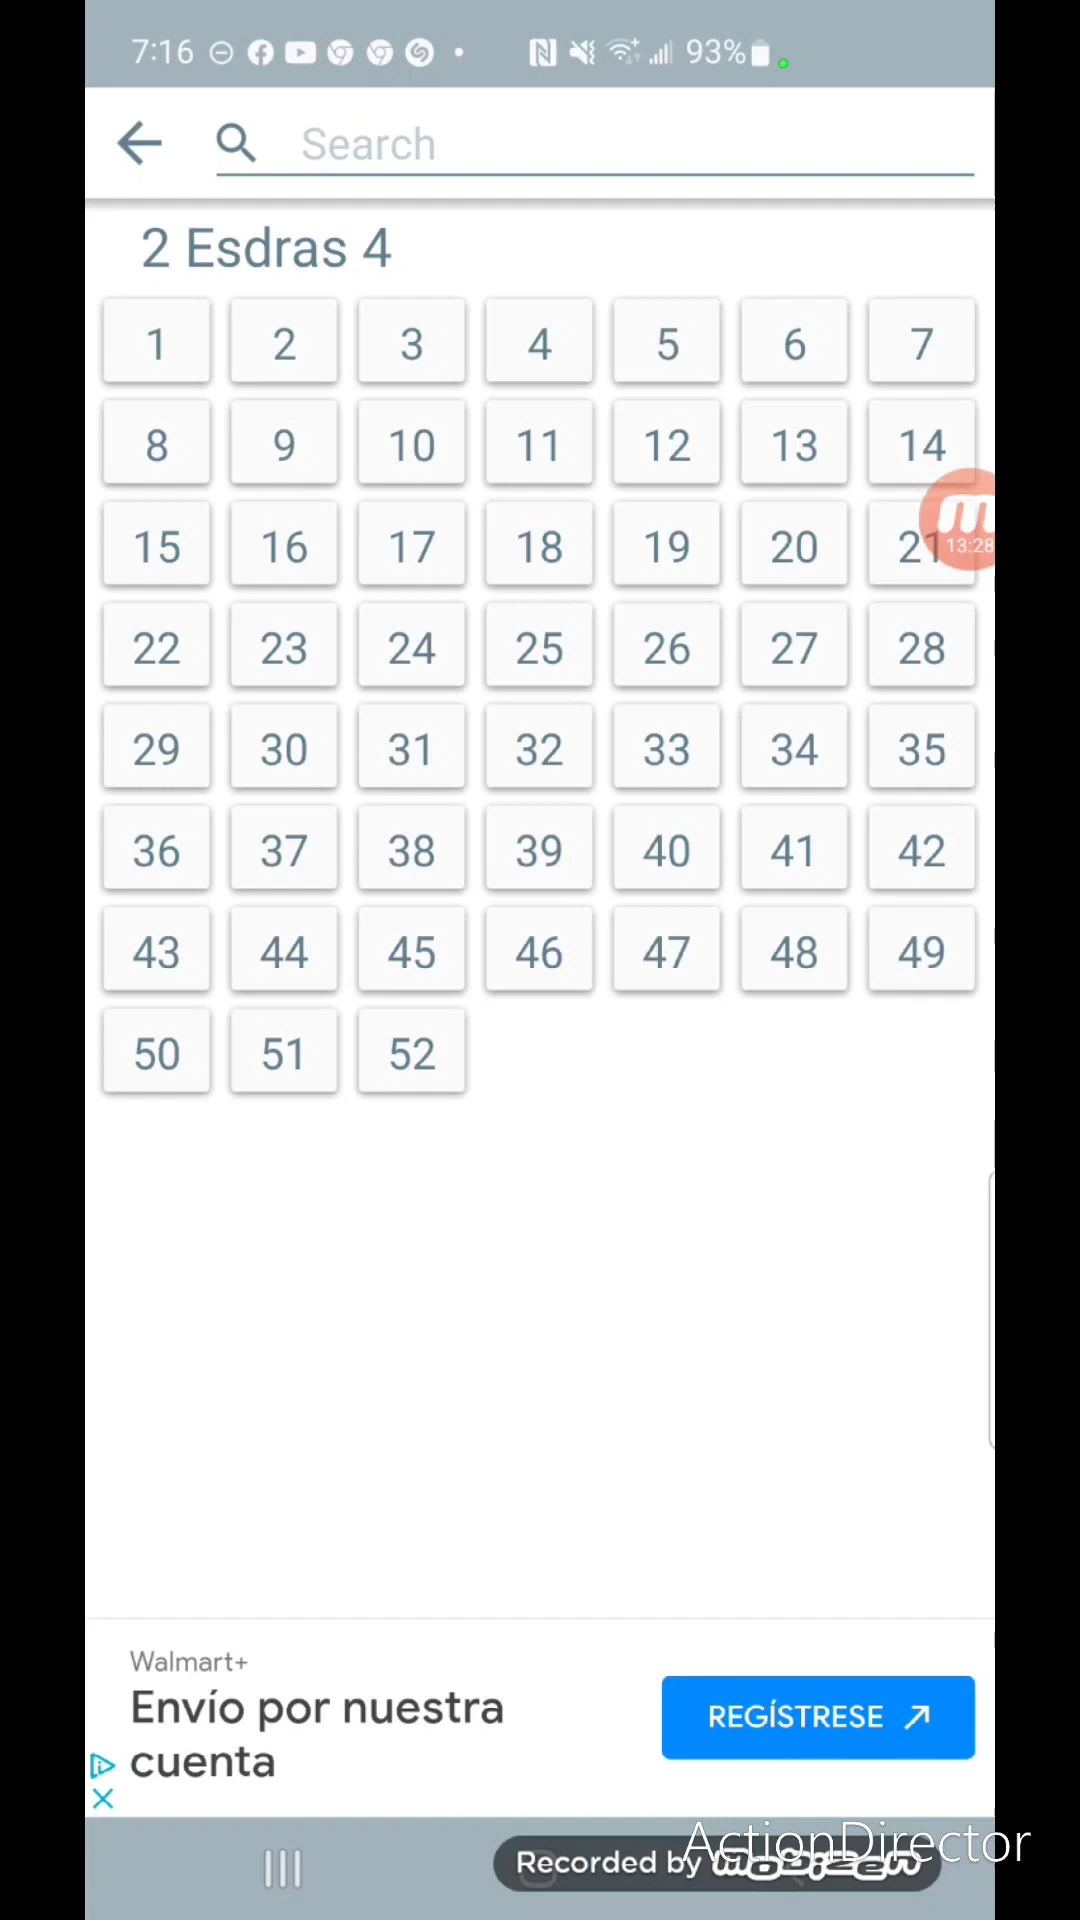 7:16 93%
Search
2 Esdras 4
1 2 3 4 5 6 7
8 9 10 11 12 13 14
15 16 17 18 19 20 21
13:28
22 23 24 25 26 27 28
29 30 31 32 33 34 35
36 37 38 39 40 41 42
43 44 45 46 47 48 49
50 51 52
Walmart+
Envío por nuestra
cuenta
REGÍSTRESE
ActionDirector
Recorded by mobizen